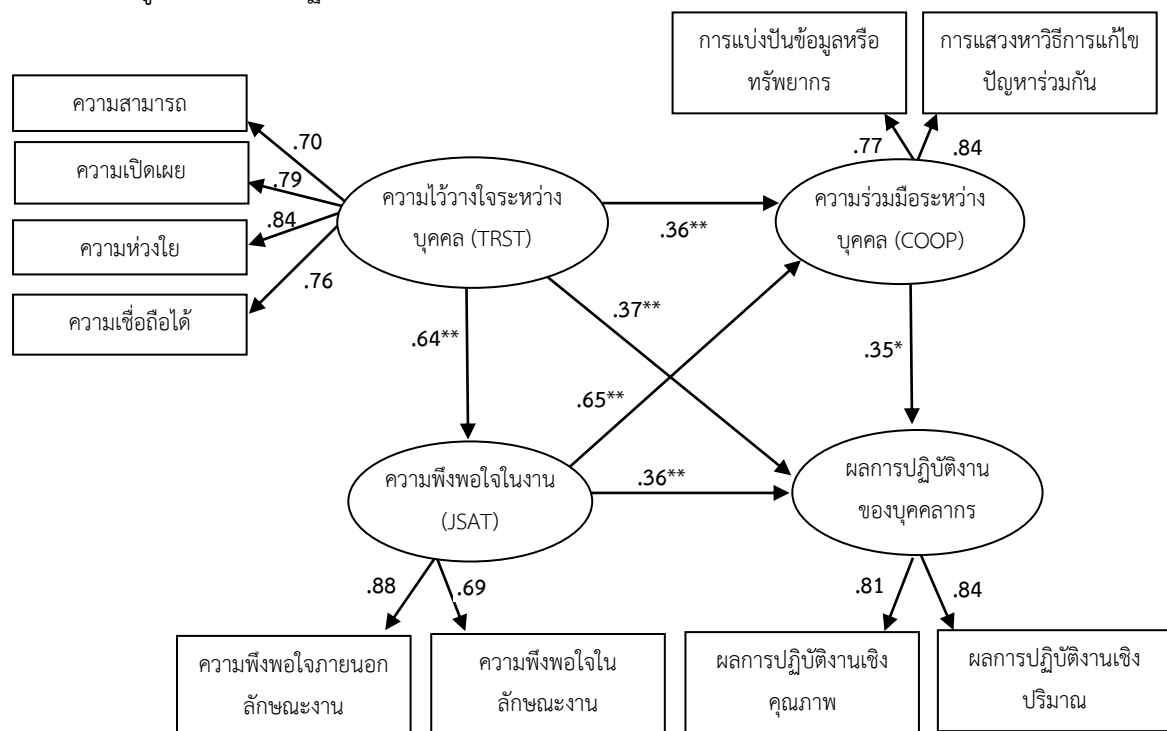 การแบ่งปันข้อมูลหรือ
ทรัพยากร
การแสวงหาวิธีการแก้ไข
ปัญหาร่วมกัน
ความสามารถ
ความเปิดเผย
ความห่วงใย
ความเชื่อถือได้
.70
.79
.84
.76
.77
.84
ความไว้วางใจระหว่าง
บุคคล (TRST)
ความร่วมมือระหว่าง
บุคคล (COOP)
.36**
.37**
.64**
.35*
.65**
ความพึงพอใจในงาน
(JSAT)
.36**
ผลการปฏิบัติงาน
ของบุคคลากร
.88
.69
.81
.84
ความพึงพอใจภายนอก
ลักษณะงาน
ความพึงพอใจใน
ลักษณะงาน
ผลการปฏิบัติงานเชิง
คุณภาพ
ผลการปฏิบัติงานเชิง
ปริมาณ